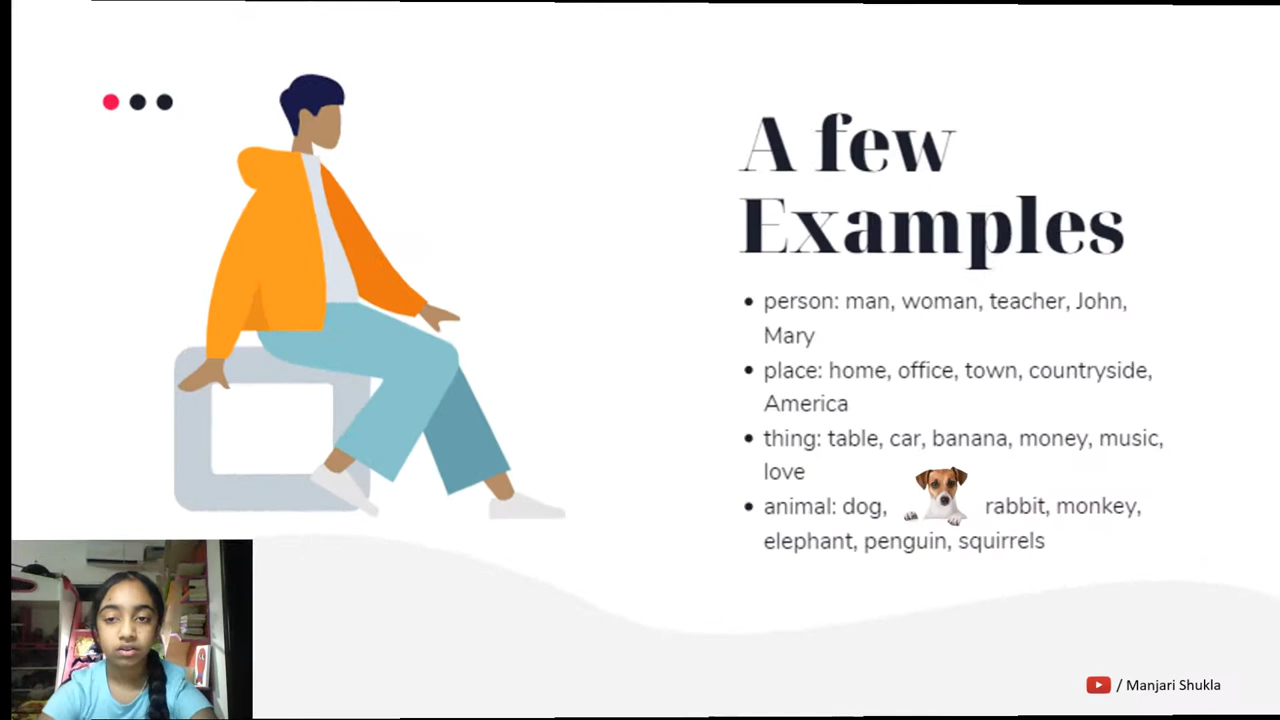 A few
Examples
person: man, woman, teacher, John,
Mary
place: home, office, town, countryside,
America
thing: table, car, banana, money, music,
love
animal: dog, rabbit, monkey,
elephant, penguin, squirrels
/ Manjari Shukla